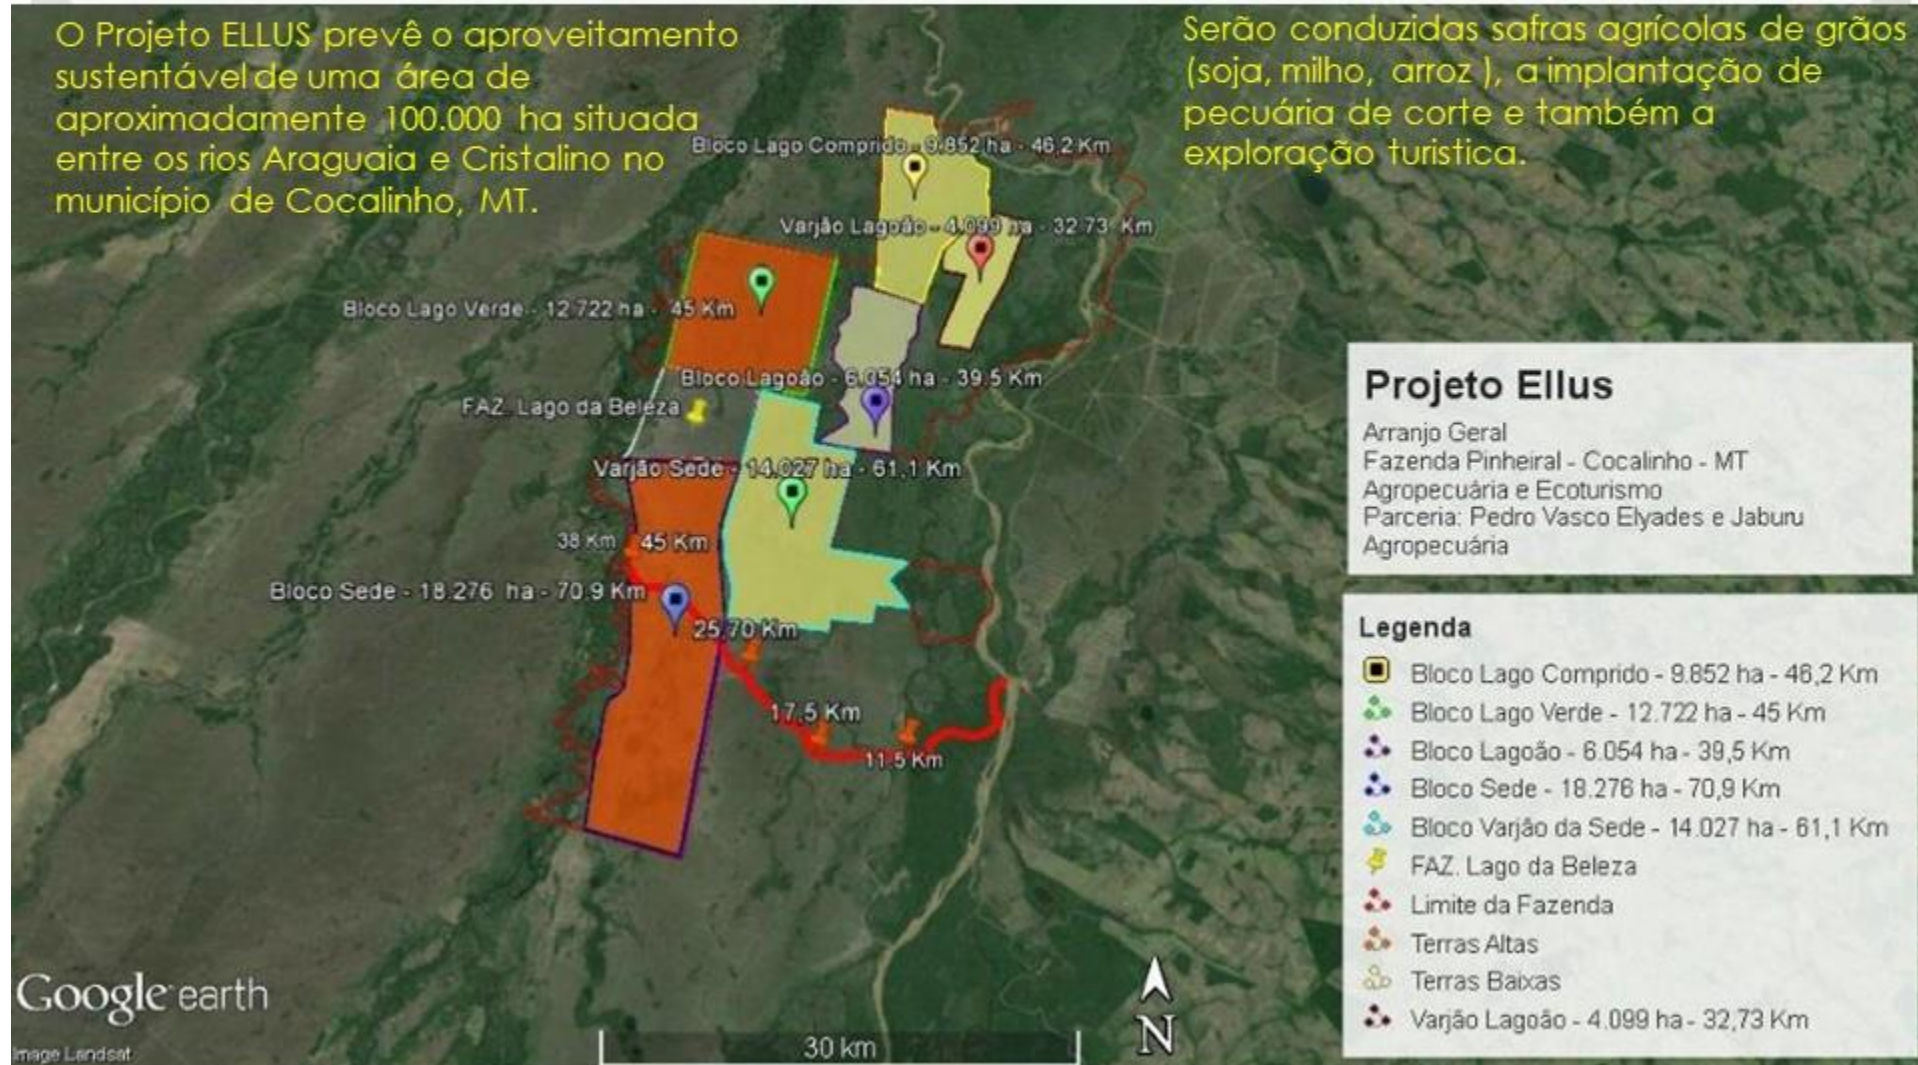 O Projeto ELLUS prevê o aproveitamento
sustentável de uma área de
aproximadamente 100.000 ha situada
entre os rios Araguaia e Cristalino no
município de Cocalinho, MT.
Serão conduzidas safras agrícolas de grãos
(soja, milho, arroz ), a implantação de
pecuária de corte e também a
exploração turistica.
Bloco Lago Comprido - 9.852 ha - 46,2 Km
Varjão Lagoão - 4.099 ha - 32.73 Km
Bloco Lago Verde - 12.722 ha - 45 Km
Bloco Lagoão - 6.054 ha - 39.5 Km
FAZ. Lago da Beleza
Varjão Sede - 14.027 ha - 61,1 Km
38 Km
45 Km
Bloco Sede - 18.276 ha - 70.9 Km
25.70 Km
17,5 Km
11.5 Km
Projeto Ellus
Arranjo Geral
Fazenda Pinheiral - Cocalinho - MT
Agropecuária e Ecoturismo
Parceria: Pedro Vasco Elyades e Jaburu
Agropecuária
Legenda
Bloco Lago Comprido - 9.852 ha - 46,2 Km
Bloco Lago Verde - 12.722 ha - 45 Km
Bloco Lagoão - 6.054 ha - 39,5 Km
Bloco Sede - 18.276 ha - 70,9 Km
Bloco Varjão da Sede - 14.027 ha - 61,1 Km
FAZ. Lago da Beleza
Limite da Fazenda
Terras Altas
Terras Baixas
Varjão Lagoão - 4.099 ha - 32,73 Km
Google earth
Image Landsat
30 km
N